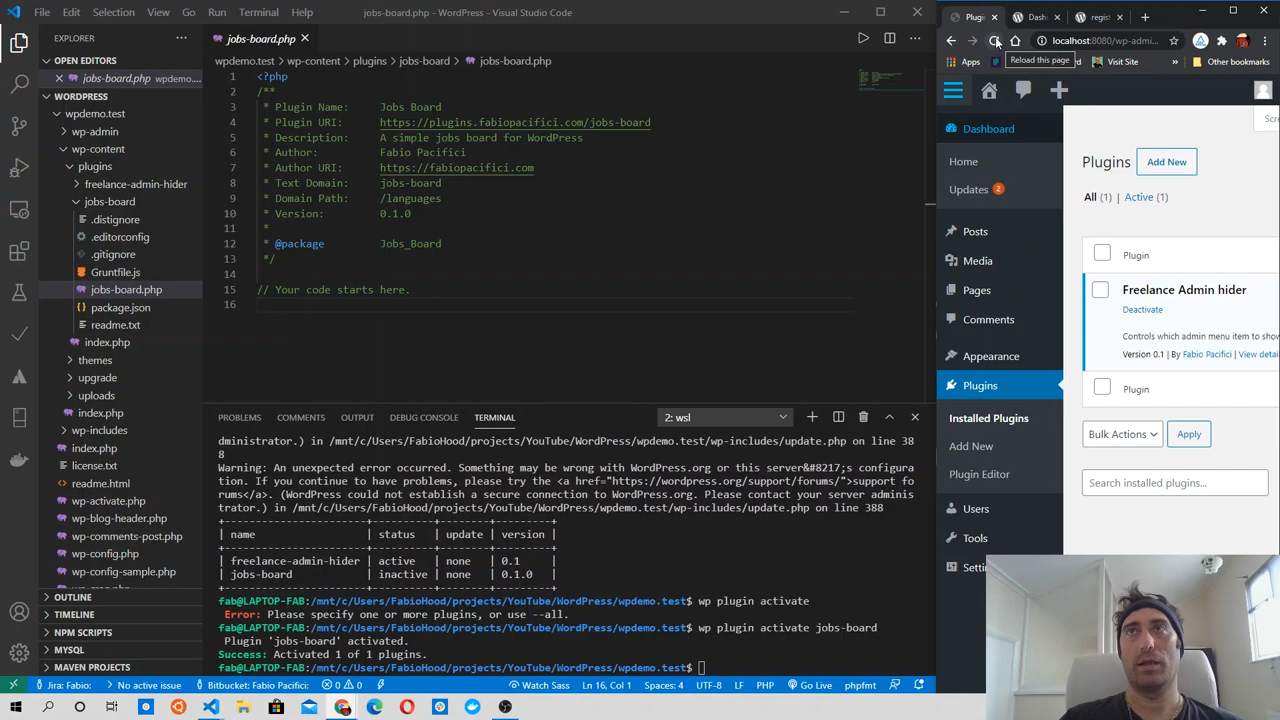 File Edit Selection View Go Run Terminal Help
jobs-board.php - WordPress - Visual Studio Code
EXPLORER
OPEN EDITORS
jobs-board.php wpdemo.test...
WORDPRESS
wpdemo.test
wp-admin
wp-content
plugins
freelance-admin-hider
jobs-board
.distignore
.editorconfig
.gitignore
Gruntfile.js
jobs-board.php
package.json
readme.txt
index.php
themes
upgrade
uploads
index.php
wp-includes
index.php
license.txt
readme.html
wp-activate.php
wp-blog-header.php
wp-comments-post.php
wp-config.php
wp-config-sample.php
OUTLINE
TIMELINE
NPM SCRIPTS
MYSQL
MAVEN PROJECTS
jobs-board.php
wpdemo.test > wp-content > plugins > jobs-board > jobs-board.php
1 <?php
2 /**
3 * Plugin Name: Jobs Board
4 * Plugin URI: https://plugins.fabiopacifici.com/jobs-board
5 * Description: A simple jobs board for WordPress
6 * Author: Fabio Pacifici
7 * Author URI: https://fabiopacifici.com
8 * Text Domain: jobs-board
9 * Domain Path: /languages
10 * Version: 0.1.0
11 *
12 * @package Jobs_Board
13 */
14
15 // Your code starts here.
16
PROBLEMS COMMENTS OUTPUT DEBUG CONSOLE TERMINAL
2: wsl
dministrator.) in /mnt/c/Users/FabioHood/projects/YouTube/WordPress/wpdemo.test/wp-includes/update.php on line 38
8
Warning: An unexpected error occurred. Something may be wrong with WordPress.org or this server&#8217;s configura
tion. If you continue to have problems, please try the <a href="https://wordpress.org/support/forums/">support fo
rums</a>. (WordPress could not establish a secure connection to WordPress.org. Please contact your server adminis
trator.) in /mnt/c/Users/FabioHood/projects/YouTube/WordPress/wpdemo.test/wp-includes/update.php on line 388
| name | status | update | version |
| freelance-admin-hider | active | none | 0.1 |
| jobs-board | inactive | none | 0.1.0 |
fab@LAPTOP-FAB:/mnt/c/Users/FabioHood/projects/YouTube/WordPress/wpdemo.test$ wp plugin activate
Error: Please specify one or more plugins, or use --all.
fab@LAPTOP-FAB:/mnt/c/Users/FabioHood/projects/YouTube/WordPress/wpdemo.test$ wp plugin activate jobs-board
Plugin 'jobs-board' activated.
Success: Activated 1 of 1 plugins.
fab@LAPTOP-FAB:/mnt/c/Users/FabioHood/projects/YouTube/WordPress/wpdemo.test$
Jira: Fabio: No active issue Bitbucket: Fabio Pacifici: 0 0
Watch Sass Ln 16, Col 1 Spaces: 4 UTF-8 LF PHP Go Live phpfmt
Plugi
Dash
regist
localhost:8080/wp-admi...
Apps
Reload this page
Visit Site
Other bookmarks
Dashboard
Home
Updates 2
Posts
Media
Pages
Comments
Appearance
Plugins
Installed Plugins
Add New
Plugin Editor
Users
Tools
Setti
Scre
Plugins Add New
All (1) | Active (1)
Plugin
Freelance Admin hider
Deactivate
Controls which admin menu item to show
Version 0.1 | By Fabio Pacifici | View detai
Plugin
Bulk Actions Apply
Search installed plugins...